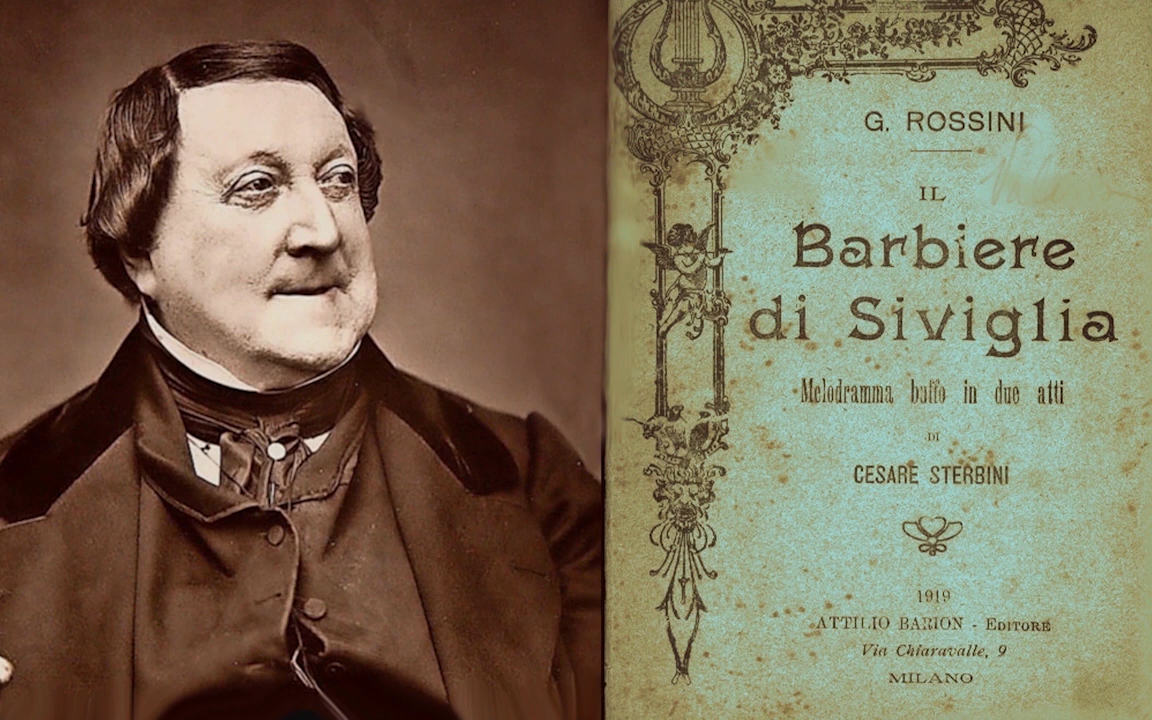 G. ROSSINI
IL
Barbiere
di Siviglia
Melodramma buffo in due atti
DI
CESARE STERBINI
1919
ATTILIO BARION - EDITORE
Via Chiaravalle, 9
MILANO